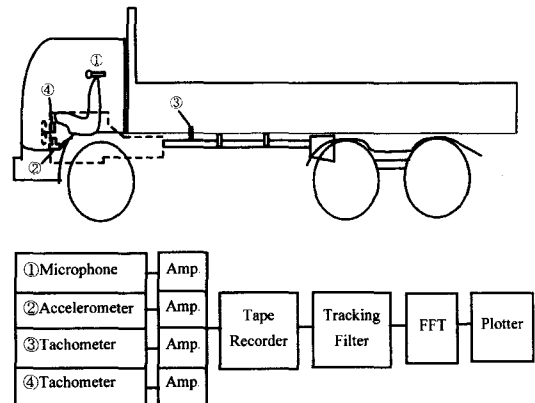 ①
④
③
②
①Microphone
Amp.
②Accelerometer
Amp.
③Tachometer
Amp.
④Tachometer
Amp.
Tape
Recorder
Tracking
Filter
FFT
Plotter